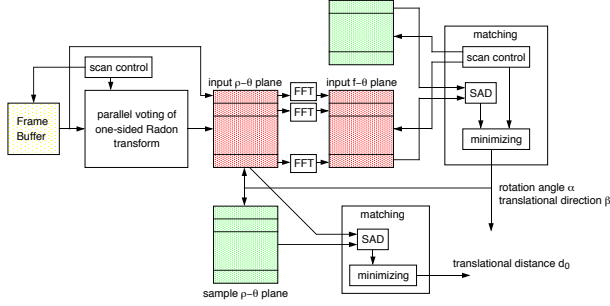 matching
scan control
scan control
input ρ−θ plane
input f−θ plane
FFT
SAD
Frame
Buffer
parallel voting of
one-sided Radon
transform
FFT
minimizing
FFT
rotation angle α
translational direction β
matching
SAD
translational distance d0
minimizing
sample ρ−θ plane